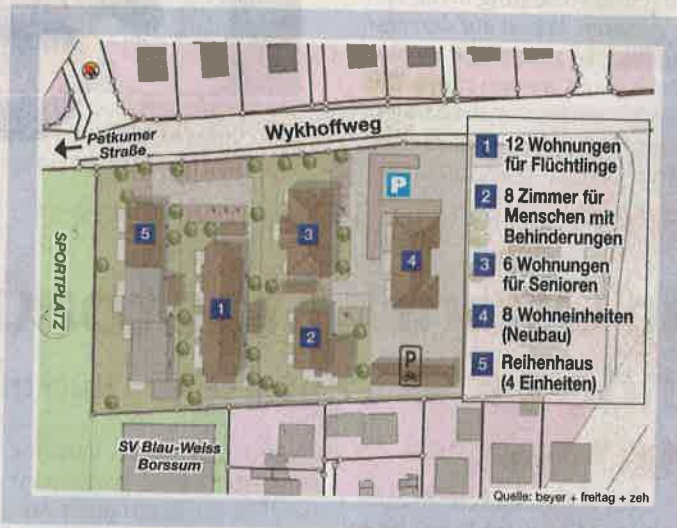 Wykhoffweg
Petkumer
Straße
SPORTPLATZ
P
5
3
4
1
2
P
SV Blau-Weiss
Borssum
1 12 Wohnungen
für Flüchtlinge
2 8 Zimmer für
Menschen mit
Behinderungen
3 6 Wohnungen
für Senioren
4 8 Wohneinheiten
(Neubau)
5 Reihenhaus
(4 Einheiten)
Quelle: beyer + freitag + zeh